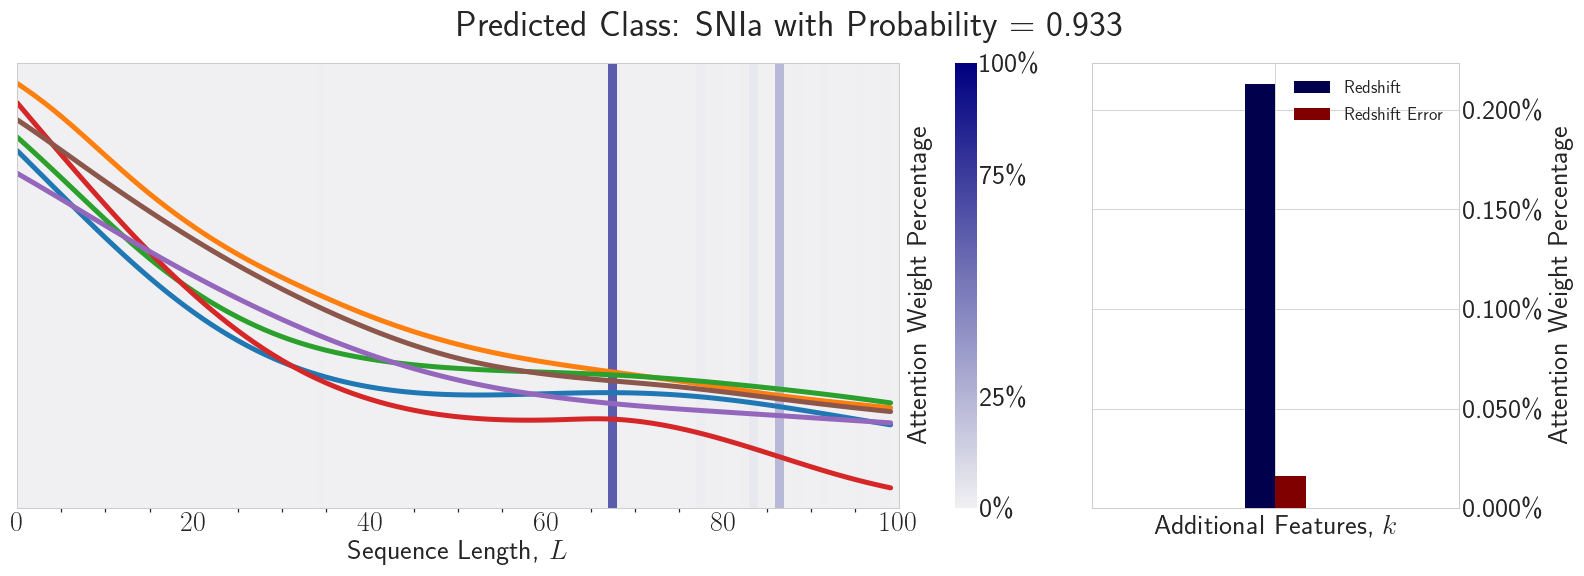 Predicted Class: SNIa with Probability = 0.933
100%
75%
25%
0%
Attention Weight Percentage
0 20 40 60 80 100
Sequence Length, L
Redshift
Redshift Error
0.200%
0.150%
0.100%
0.050%
0.000%
Attention Weight Percentage
Additional Features, k